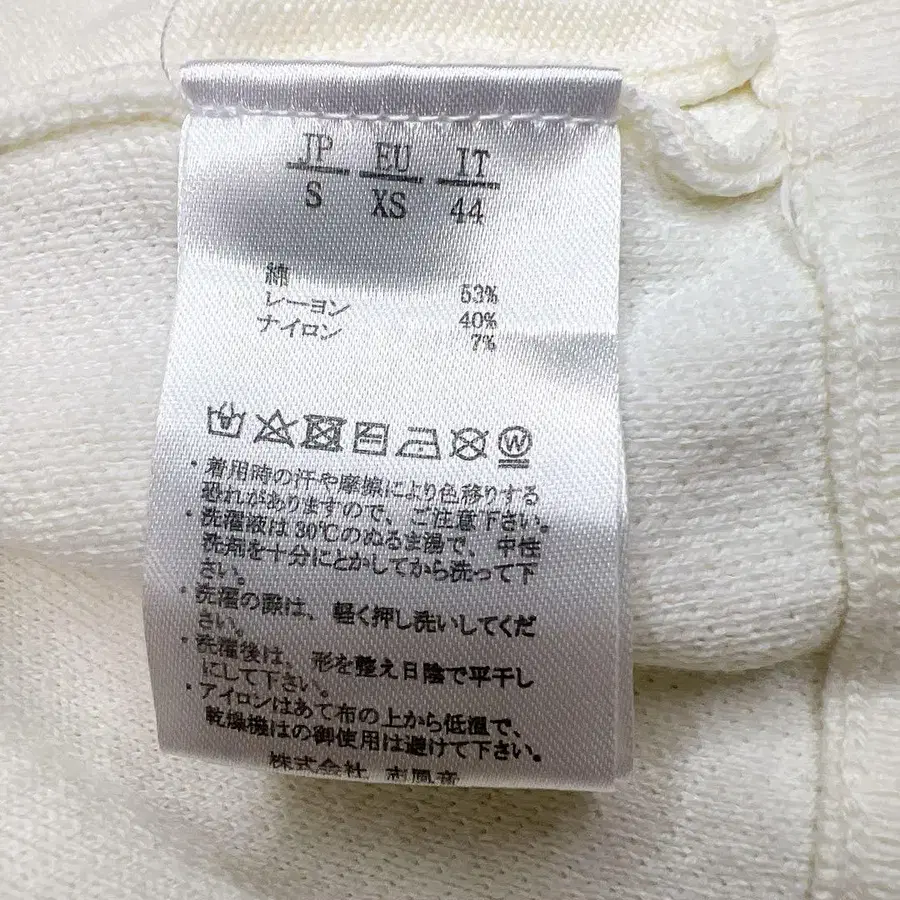 JP EU IT
S XS 44
綿 53%
レーヨン 40%
ナイロン 7%
・着用時の汗や摩擦により色移りする
恐れがありますので、ご注意下さい。
・洗濯液は30℃のぬるま湯で、中性
洗剤を十分にとかしてから洗って下
さい。
・洗濯の際は、軽く押し洗いしてくだ
さい。
・洗濯後は、形を整え日陰で平干し
にして下さい。
・アイロンはあて布の上から低温で、
乾燥機はの御使用は避けて下さい。
株式会社